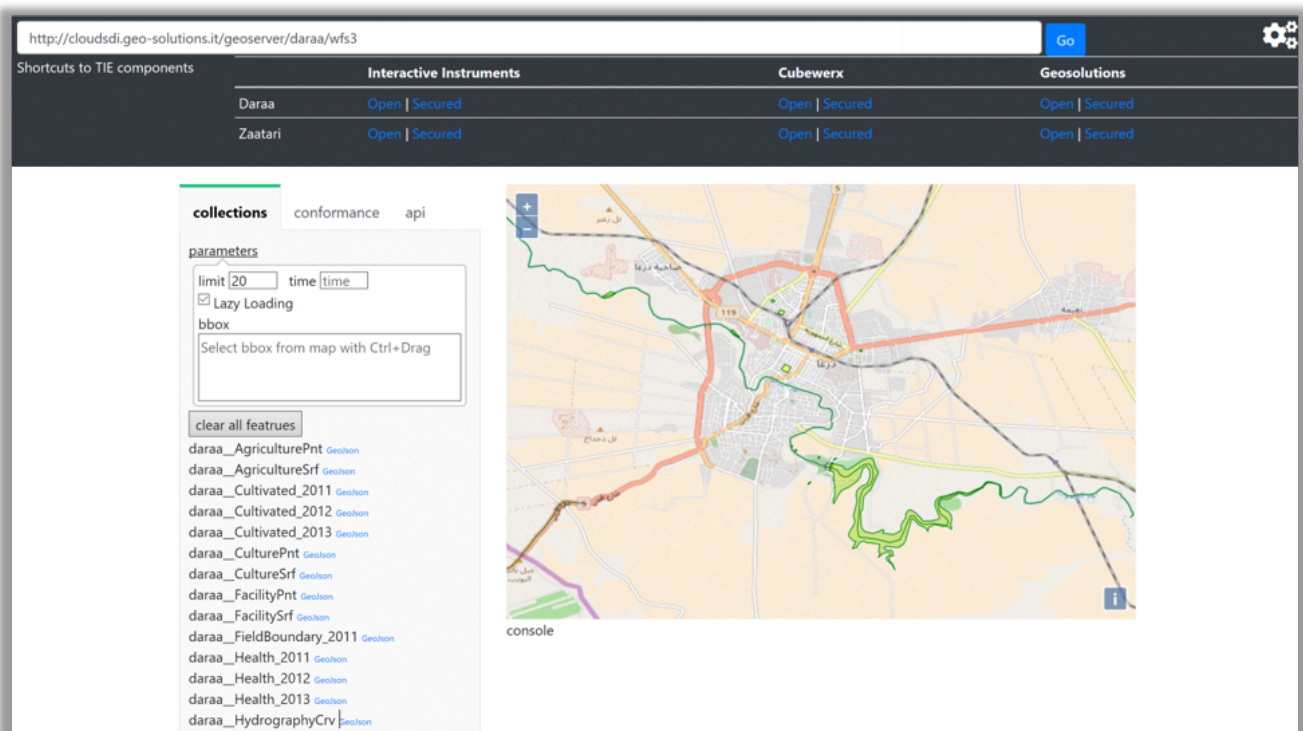 http://cloudsdi.geo-solutions.it/geoserver/daraa/wfs3
Go
Shortcuts to TIE components
Interactive Instruments Cubewerx Geosolutions
Daraa Open | Secured Open | Secured Open | Secured
Zaatari Open | Secured Open | Secured Open | Secured
collections conformance api
parameters
limit 20 time time
Lazy Loading
bbox
Select bbox from map with Ctrl+Drag
clear all featrues
daraa__AgriculturePnt GeoJson
daraa__AgricultureSrf GeoJson
daraa__Cultivated_2011 GeoJson
daraa__Cultivated_2012 GeoJson
daraa__Cultivated_2013 GeoJson
daraa__CulturePnt GeoJson
daraa__CultureSrf GeoJson
daraa__FacilityPnt GeoJson
daraa__FacilitySrf GeoJson
daraa__FieldBoundary_2011 GeoJson
daraa__Health_2011 GeoJson
daraa__Health_2012 GeoJson
daraa__Health_2013 GeoJson
daraa__HydrographyCrv GeoJson
+
−
5
ضاحية درعا
119
نعيمة
درعا
i
console